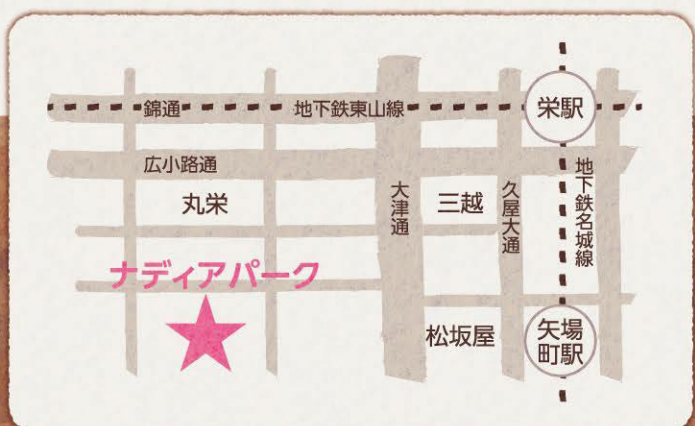 錦通
地下鉄東山線
栄駅
広小路通
丸栄
大津通
三越
久屋大通
地下鉄名城線
ナディアパーク
松坂屋
矢場
町駅